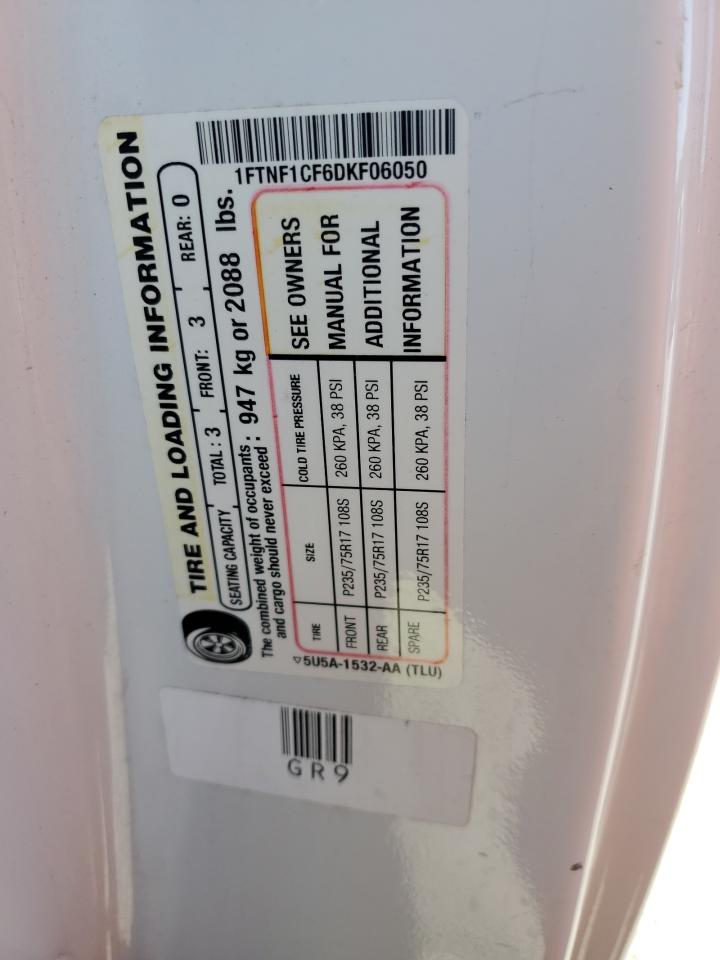 1FTNF1CF6DKF06050
TIRE AND LOADING INFORMATION
SEATING CAPACITY TOTAL: 3 FRONT: 3 REAR: 0
The combined weight of occupants and cargo should never exceed: 947 kg or 2088 lbs.
TIRE SIZE COLD TIRE PRESSURE
FRONT P235/75R17 108S 260 KPA, 38 PSI
REAR P235/75R17 108S 260 KPA, 38 PSI
SPARE P235/75R17 108S 260 KPA, 38 PSI
SEE OWNERS
MANUAL FOR
ADDITIONAL
INFORMATION
5U5A-1532-AA (TLU)
GR9